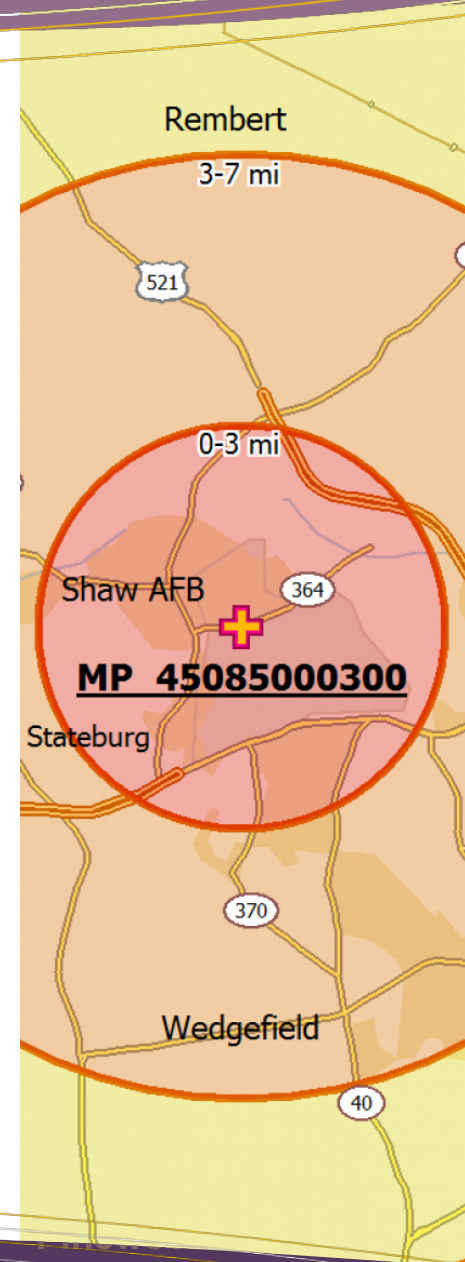 Rembert
3-7 mi
521
0-3 mi
Shaw AFB
364
MP 45085000300
Stateburg
370
Wedgefield
40